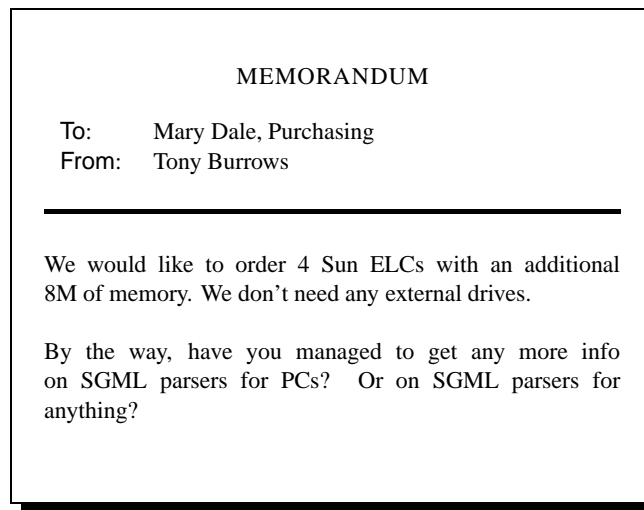 MEMORANDUM
To: Mary Dale, Purchasing
From: Tony Burrows
We would like to order 4 Sun ELCs with an additional
8M of memory. We don't need any external drives.
By the way, have you managed to get any more info
on SGML parsers for PCs? Or on SGML parsers for
anything?